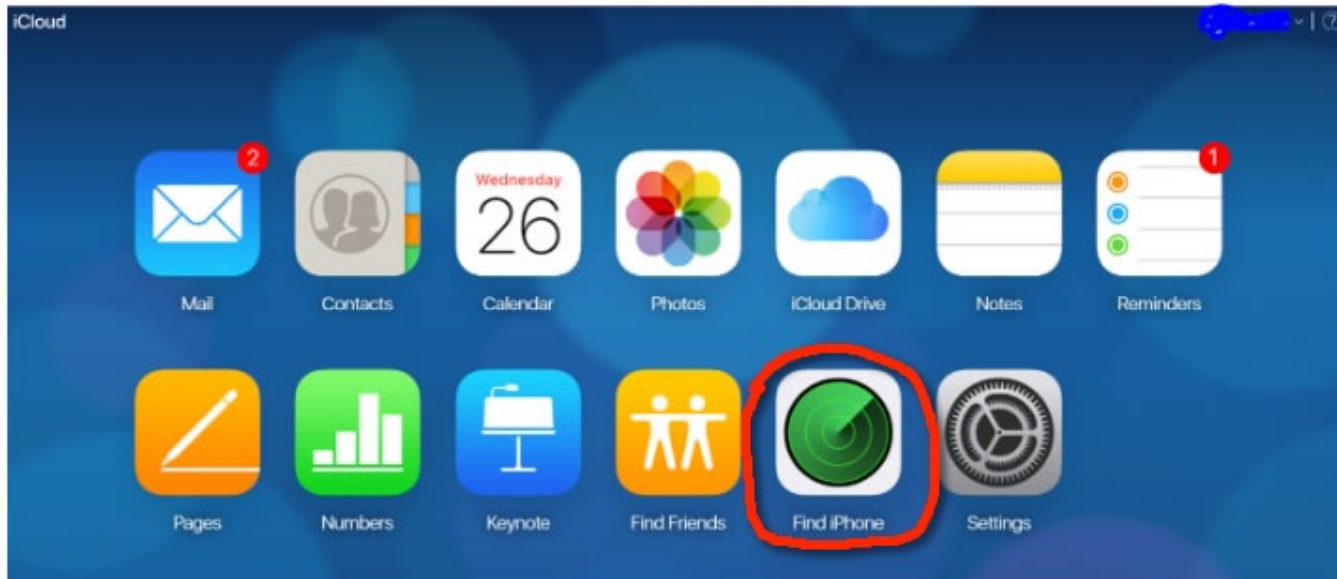 iCloud
2
1
Wednesday
26
Mail
Contacts
Calendar
Photos
iCloud Drive
Notes
Reminders
Pages
Numbers
Keynote
Find Friends
Find iPhone
Settings